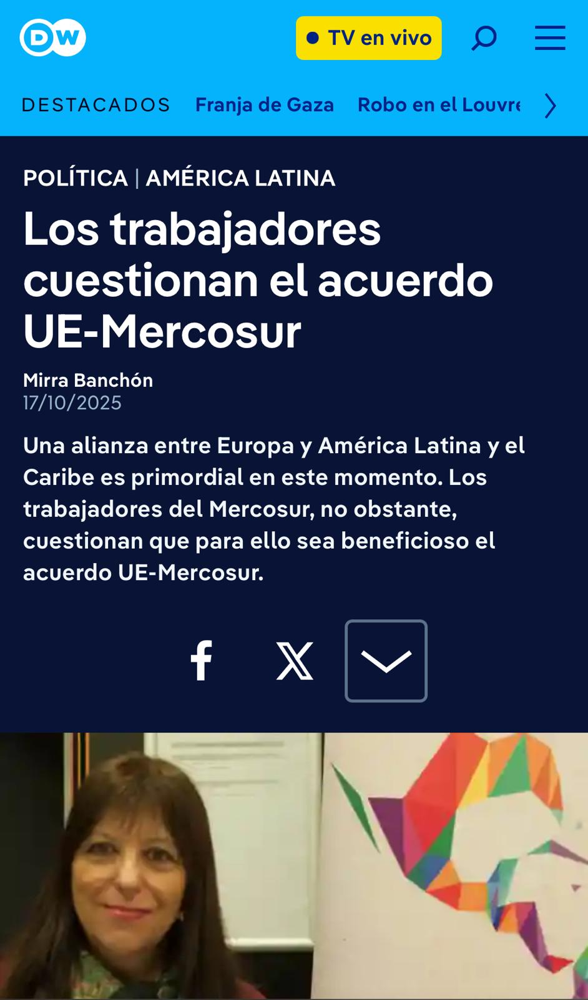 DW
TV en vivo
DESTACADOS Franja de Gaza Robo en el Louvre
POLÍTICA | AMÉRICA LATINA
Los trabajadores
cuestionan el acuerdo
UE-Mercosur
Mirra Banchón
17/10/2025
Una alianza entre Europa y América Latina y el
Caribe es primordial en este momento. Los
trabajadores del Mercosur, no obstante,
cuestionan que para ello sea beneficioso el
acuerdo UE-Mercosur.